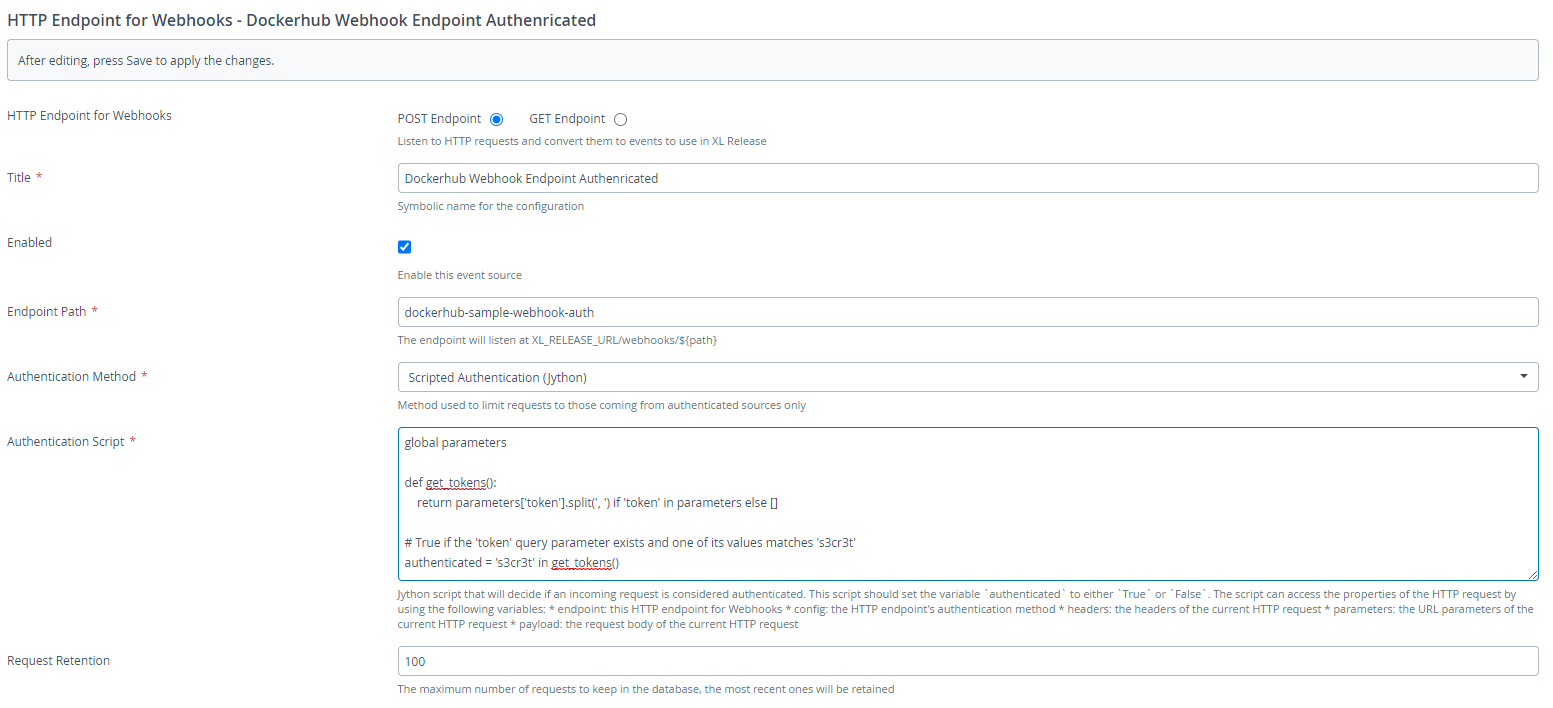 HTTP Endpoint for Webhooks - Dockerhub Webhook Endpoint Authenricated
After editing, press Save to apply the changes.
HTTP Endpoint for Webhooks
POST Endpoint GET Endpoint
Listen to HTTP requests and convert them to events to use in XL Release
Title *
Dockerhub Webhook Endpoint Authenricated
Symbolic name for the configuration
Enabled
Enable this event source
Endpoint Path *
dockerhub-sample-webhook-auth
The endpoint will listen at XL_RELEASE_URL/webhooks/${path}
Authentication Method *
Scripted Authentication (Jython)
Method used to limit requests to those coming from authenticated sources only
Authentication Script *
global parameters
def get_tokens():
    return parameters['token'].split(', ') if 'token' in parameters else []
# True if the 'token' query parameter exists and one of its values matches 's3cr3t'
authenticated = 's3cr3t' in get_tokens()
Jython script that will decide if an incoming request is considered authenticated. This script should set the variable `authenticated` to either `True` or `False`. The script can access the properties of the HTTP request by
using the following variables: * endpoint: this HTTP endpoint for Webhooks * config: the HTTP endpoint's authentication method * headers: the headers of the current HTTP request * parameters: the URL parameters of the
current HTTP request * payload: the request body of the current HTTP request
Request Retention
100
The maximum number of requests to keep in the database, the most recent ones will be retained